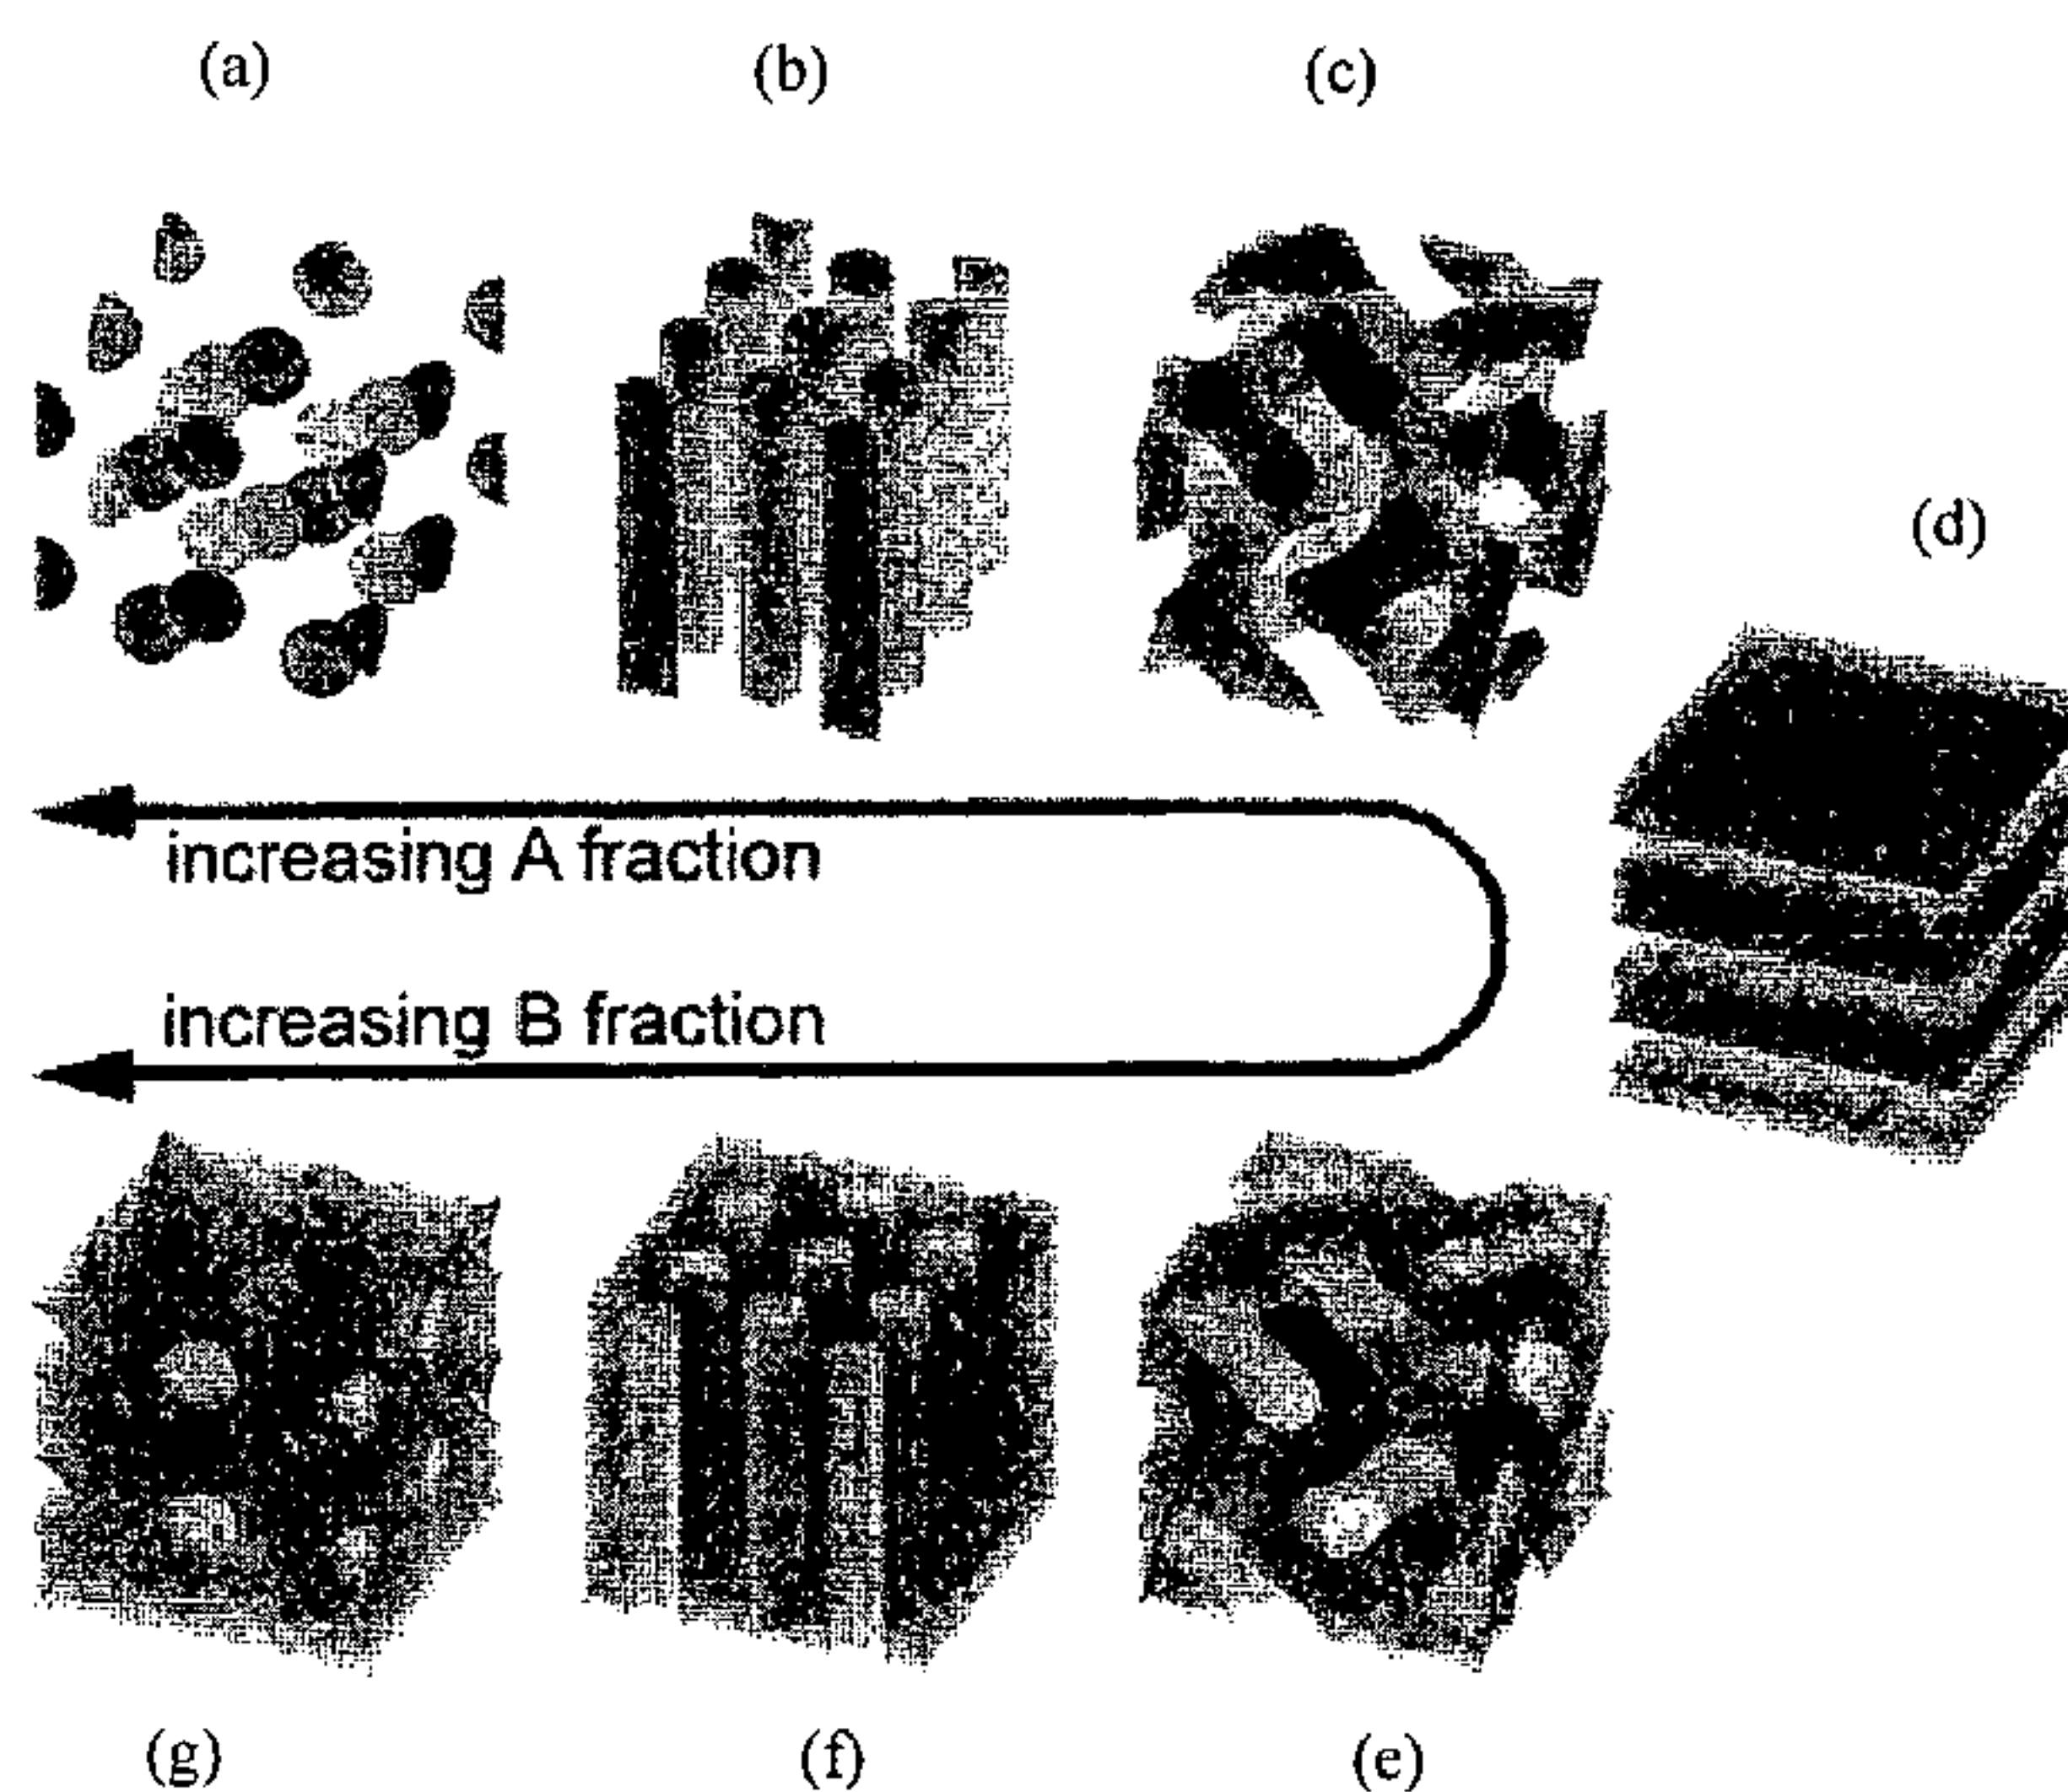 (a)
(b)
(c)
(d)
increasing A fraction
increasing B fraction
(g)
(f)
(e)